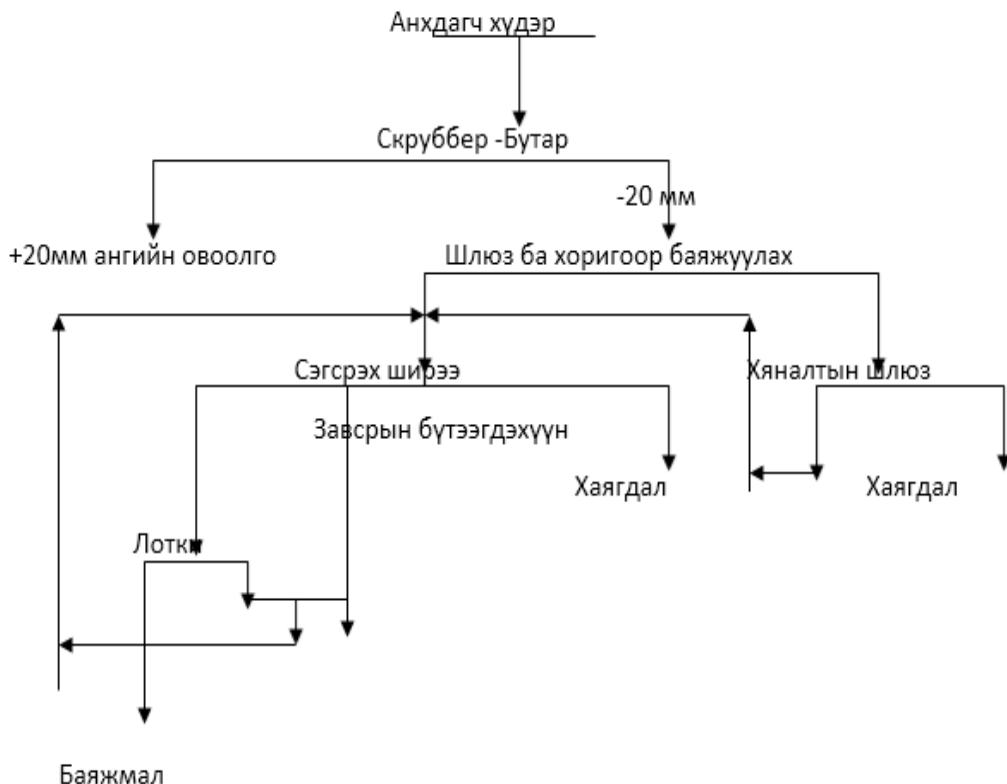 Анхдагч хүдэр
Скруббер -Бутар
-20 мм
+20мм ангийн овоолго
Шлюз ба хоригоор баяжуулах
Сэгсрэх ширээ
Хяналтын шлюз
Завсрын бүтээгдэхүүн
Хаягдал
Хаягдал
Лотки
Баяжмал